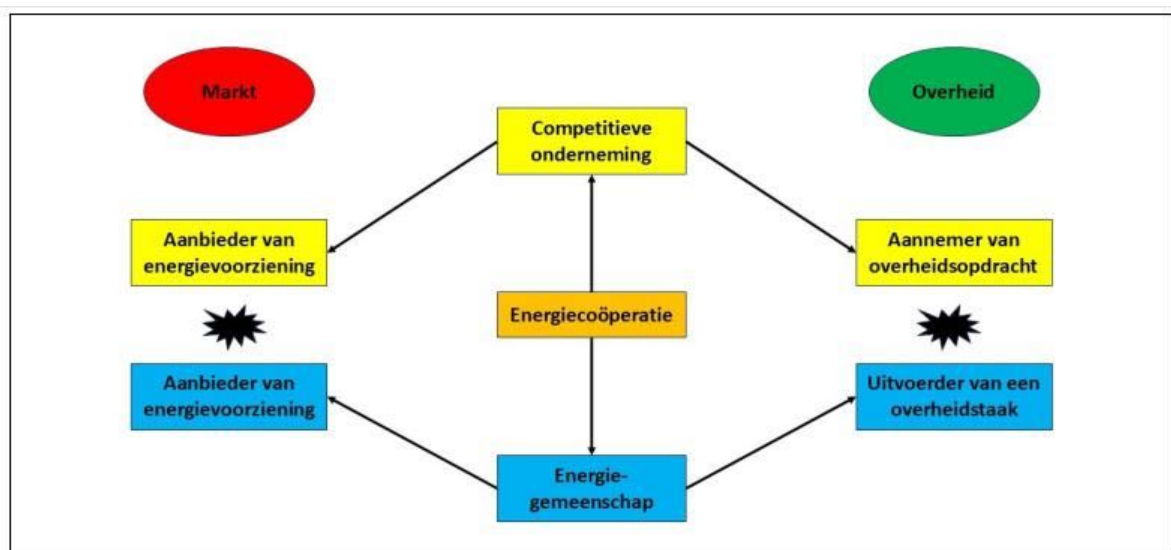 Markt
Overheid
Competitieve
onderneming
Aanbieder van
energievoorziening
Aannemer van
overheidsopdracht
Energiecoöperatie
Aanbieder van
energievoorziening
Uitvoerder van een
overheidstaak
Energie-
gemeenschap